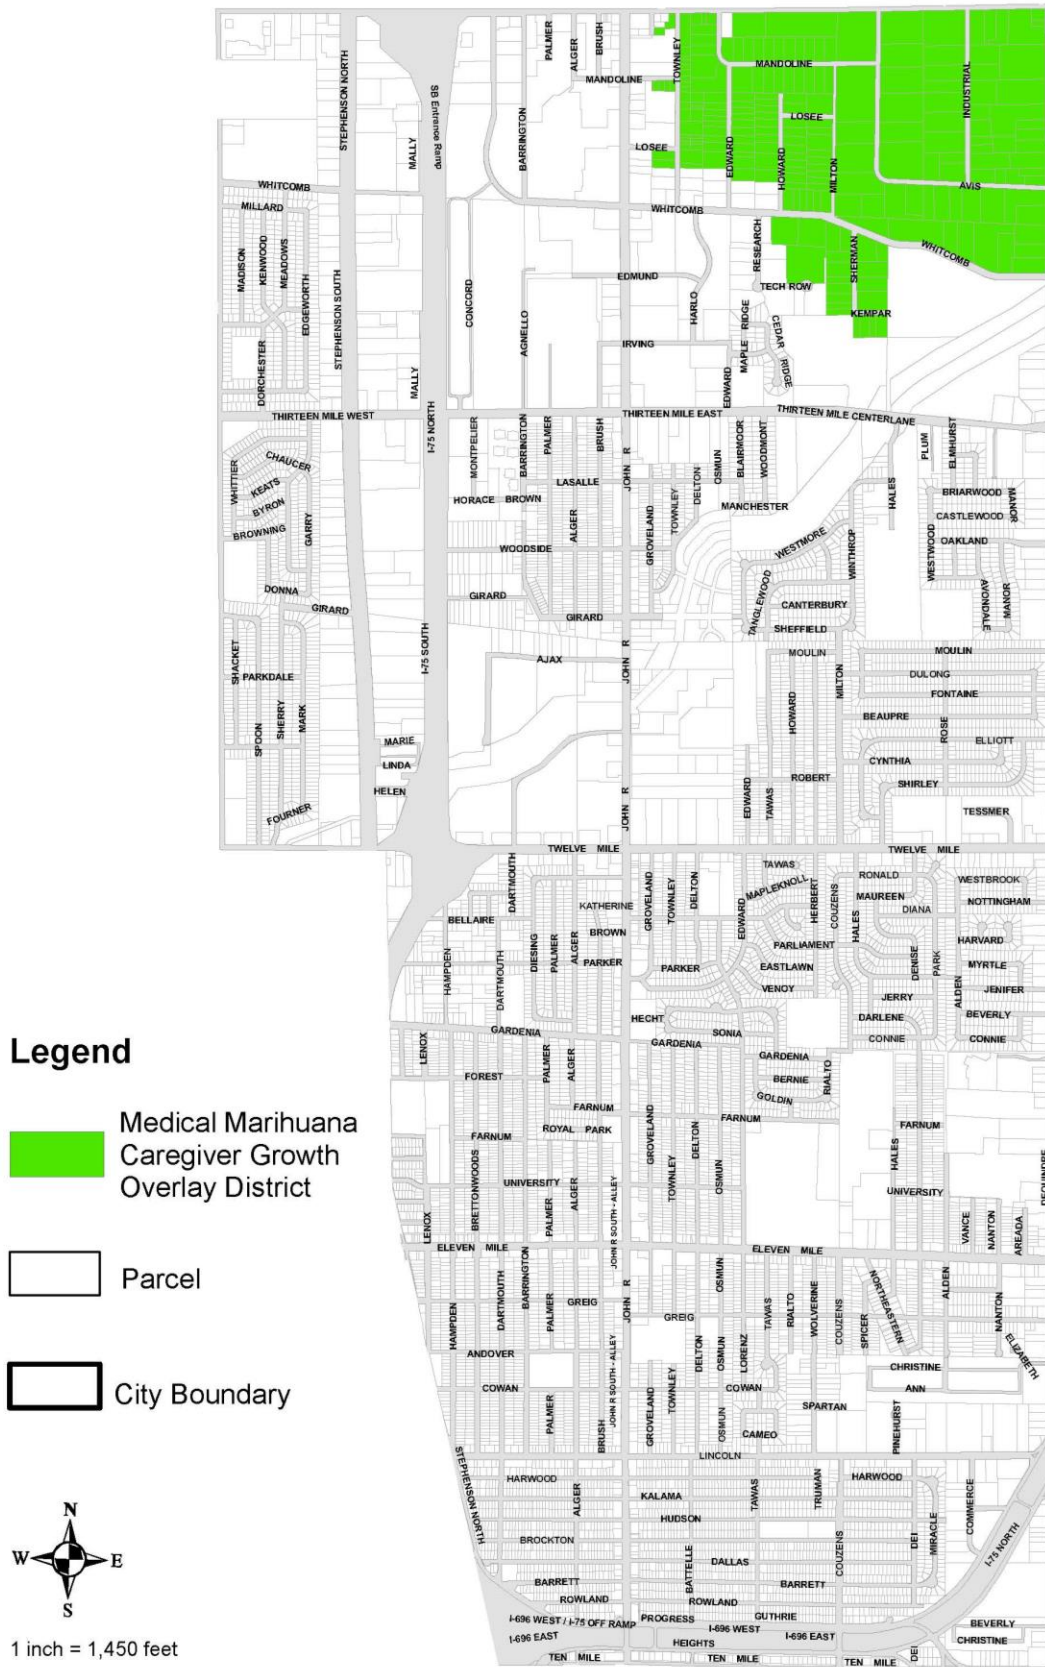 PALMER
ALGER
BRUSH
TOWNLEY
MANDOLINE
MANDOLINE
INDUSTRIAL
STEPHENSON NORTH
SB Entrance Ramp
MALLY
BARRINGTON
LOSEE
LOSEE
EDWARD
HOWARD
MILTON
AVIS
WHITCOMB
MILLARD
WHITCOMB
WHITCOMB
MADISON
KENWOOD
MEADOWS
EDGEWORTH
RESEARCH
SHERMAN
EDMUND
TECH ROW
CONCORD
HARLO
KEMPAR
STEPHENSON SOUTH
AGNELLO
IRVING
MAPLE RIDGE
CEDAR RIDGE
DORCHESTER
MALLY
EDWARD
THIRTEEN MILE WEST
I-75 NORTH
THIRTEEN MILE EAST
THIRTEEN MILE CENTERLANE
MONTPELIER
BARRINGTON
PALMER
BRUSH
JOHN R
OSMUN
BLAIRMOOR
WOODMONT
PLUM
ELMHURST
WHITTIER
CHAUCER
KEATS
BYRON
BROWNING
GARRY
LASALLE
HORACE BROWN
ALGER
GROVELAND
TOWNLEY
DELTON
MANCHESTER
HALES
BRIARWOOD
MANOR
CASTLEWOOD
OAKLAND
WESTWOOD
WOODSIDE
WESTMORE
WINTHROP
DONNA
GIRARD
GIRARD
GIRARD
TANGLEWOOD
CANTERBURY
SHEFFIELD
AVONDALE
MANOR
I-75 SOUTH
AJAX
JOHN R
MOULIN
MOULIN
SHACKET
PARKDALE
SPOON
SHERRY
MARK
HOWARD
MILTON
DULONG
FONTAINE
BEAUPRE
ROSE
ELLIOTT
MARIE
LINDA
HELEN
CYNTHIA
ROBERT
SHIRLEY
FOURNER
JOHN R
EDWARD
TAWAS
TESSMER
TWELVE MILE
TWELVE MILE
DARTMOUTH
TAWAS
RONALD
WESTBROOK
GROVELAND
TOWNLEY
DELTON
MAPLEKNOLL
HERBERT
COUZENS
MAUREEN
NOTTINGHAM
KATHERINE
BELLAIRE
DIANA
BROWN
EDWARD
HALES
HAMPDEN
DARTMOUTH
DIESING
PALMER
ALGER
PARKER
PARKER
PARLIAMENT
EASTLAWN
VENOY
DENISE
PARK
HARVARD
MYRTLE
JENIFER
JERRY
ALDEN
HECHT
DARLENE
BEVERLY
GARDENIA
SONIA
GARDENIA
CONNIE
CONNIE
Legend
LENOX
PALMER
ALGER
GARDENIA
FOREST
BERNIE
RIALTO
GOLDIN
Medical Marihuana
Caregiver Growth
Overlay District
FARNUM
FARNUM
FARNUM
ROYAL PARK
FARNUM
GROVELAND
DELTON
HALES
BRETTONWOODS
UNIVERSITY
UNIVERSITY
LENOX
PALMER
ALGER
JOHN R SOUTH - ALLEY
TOWNLEY
OSMUN
VANCE
NANTON
AREADA
DEQUINDRE
ELEVEN MILE
ELEVEN MILE
Parcel
DARTMOUTH
BARRINGTON
PALMER
GREIG
JOHN R
GREIG
OSMUN
TAWAS
RIALTO
WOLVERINE
COUZENS
SPICER
NORTHEASTERN
ALDEN
NANTON
ELIZABETH
HAMPDEN
ANDOVER
JOHN R SOUTH - ALLEY
DELTON
OSMUN
LORENZ
CHRISTINE
City Boundary
COWAN
COWAN
ANN
PALMER
BRUSH
GROVELAND
TOWNLEY
OSMUN
SPARTAN
CAMEO
PINEHURST
LINCOLN
STEPHENSON NORTH
HARWOOD
ALGER
KALAMA
TAWAS
TRUMAN
HARWOOD
HUDSON
COMMERCE
BROCKTON
MIRACLE
DEI
I-75 NORTH
DALLAS
COUZENS
BATTELLE
BARRETT
BARRETT
ROWLAND
ROWLAND
I-696 WEST / I-75 OFF RAMP
PROGRESS
GUTHRIE
I-696 EAST
I-696 WEST
I-696 EAST
BEVERLY
HEIGHTS
CHRISTINE
DEI
TEN MILE
TEN MILE
TEN MILE
N
W
E
S
1 inch = 1,450 feet